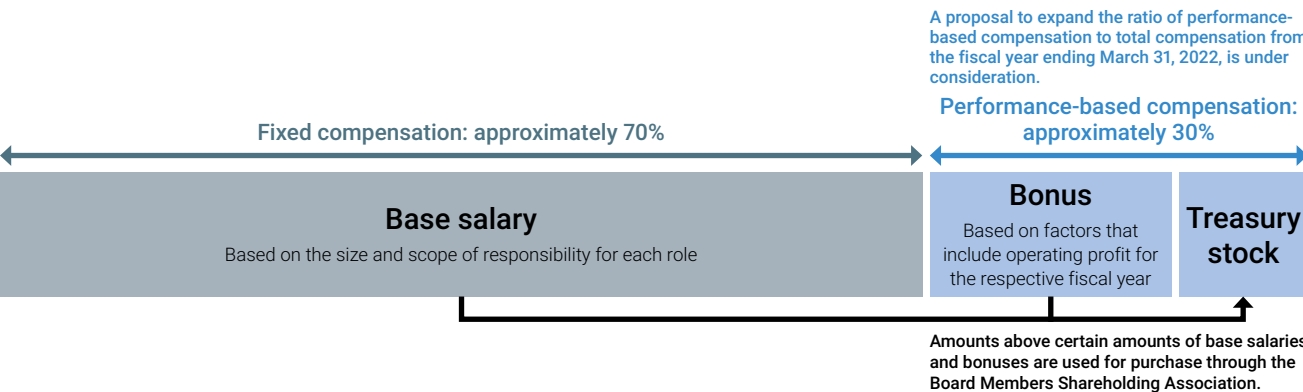 A proposal to expand the ratio of performance-
based compensation to total compensation from
the fiscal year ending March 31, 2022, is under
consideration.
Fixed compensation: approximately 70%
Performance-based compensation:
approximately 30%
Base salary
Based on the size and scope of responsibility for each role
Bonus
Based on factors that
include operating profit for
the respective fiscal year
Treasury
stock
Amounts above certain amounts of base salaries
and bonuses are used for purchase through the
Board Members Shareholding Association.